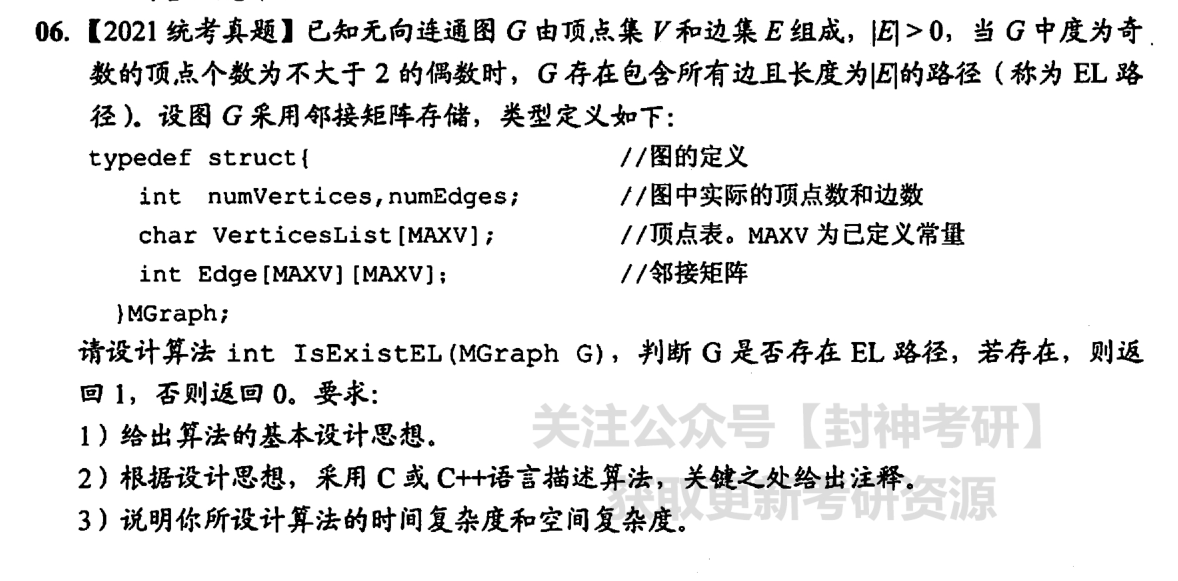 06.【2021 统考真题】已知无向连通图 G 由顶点集 V 和边集 E 组成，|E|＞0，当 G 中度为奇
数的顶点个数为不大于 2 的偶数时，G 存在包含所有边且长度为|E|的路径（称为 EL 路
径）。设图 G 采用邻接矩阵存储，类型定义如下：
typedef struct{ //图的定义
int numVertices,numEdges; //图中实际的顶点数和边数
char VerticesList[MAXV]; //顶点表。MAXV 为已定义常量
int Edge[MAXV][MAXV]; //邻接矩阵
}MGraph;
请设计算法 int IsExistEL(MGraph G)，判断 G 是否存在 EL 路径，若存在，则返
回 1，否则返回 0。要求：
关注公众号【封神考研】
1）给出算法的基本设计思想。
2）根据设计思想，采用 C 或 C++语言描述算法，关键之处给出注释。
获取更新考研资源
3）说明你所设计算法的时间复杂度和空间复杂度。